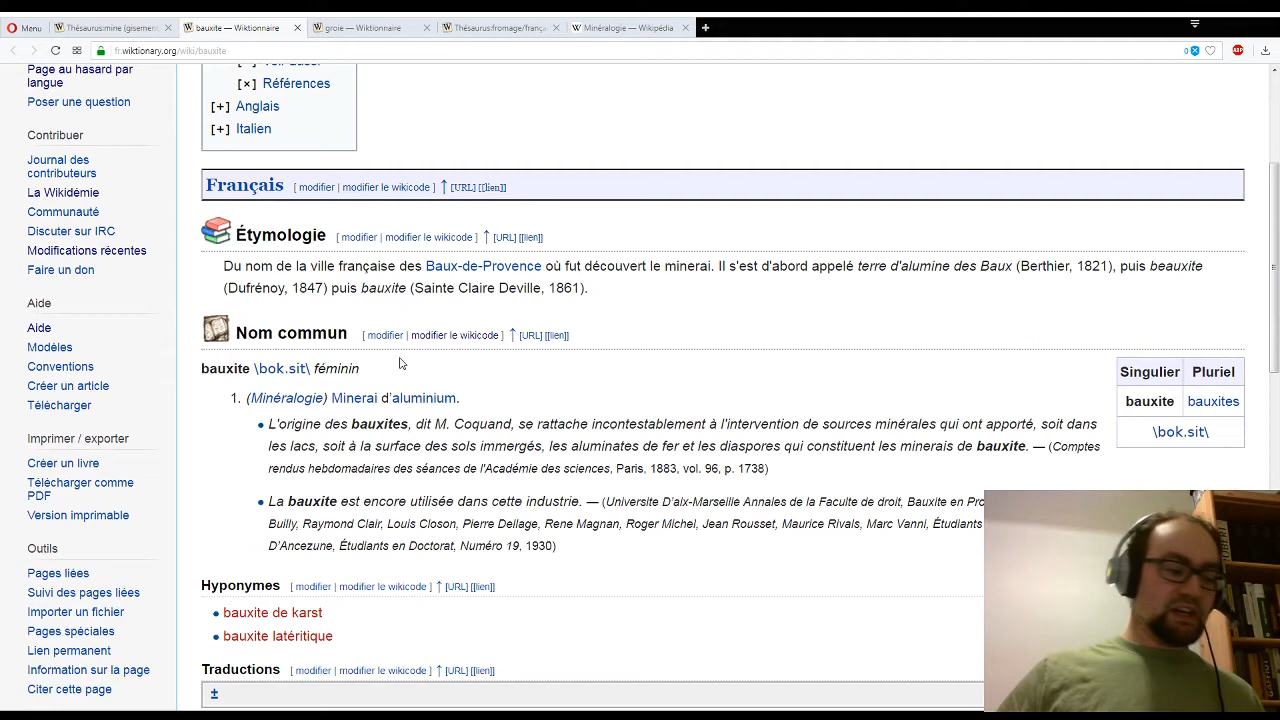 Menu
Thésaurus:mine (gisement
bauxite — Wiktionnaire
groie — Wiktionnaire
Thésaurus:fromage/frança
Minéralogie — Wikipédia
fr.wiktionary.org/wiki/bauxite
0
ABP
Page au hasard par
langue
Poser une question
Contribuer
Journal des
contributeurs
La Wikidémie
Communauté
Discuter sur IRC
Modifications récentes
Faire un don
Aide
Aide
Modèles
Conventions
Créer un article
Télécharger
Imprimer / exporter
Créer un livre
Télécharger comme
PDF
Version imprimable
Outils
Pages liées
Suivi des pages liées
Importer un fichier
Pages spéciales
Lien permanent
Information sur la page
Citer cette page
Voir aussi
[×] Références
[+] Anglais
[+] Italien
Français [ modifier | modifier le wikicode ] ↑ [URL] [[lien]]
Étymologie [ modifier | modifier le wikicode ] ↑ [URL] [[lien]]
Du nom de la ville française des Baux-de-Provence où fut découvert le minerai. Il s'est d'abord appelé terre d'alumine des Baux (Berthier, 1821), puis beauxite
(Dufrénoy, 1847) puis bauxite (Sainte Claire Deville, 1861).
Nom commun [ modifier | modifier le wikicode ] ↑ [URL] [[lien]]
bauxite \bok.sit\ féminin
1. (Minéralogie) Minerai d'aluminium.
• L'origine des bauxites, dit M. Coquand, se rattache incontestablement à l'intervention de sources minérales qui ont apporté, soit dans
les lacs, soit à la surface des sols immergés, les aluminates de fer et les diaspores qui constituent les minerais de bauxite. — (Comptes
rendus hebdomadaires des séances de l'Académie des sciences, Paris, 1883, vol. 96, p. 1738)
• La bauxite est encore utilisée dans cette industrie. — (Universite D'aix-Marseille Annales de la Faculte de droit, Bauxite en Pro
Builly, Raymond Clair, Louis Closon, Pierre Dellage, Rene Magnan, Roger Michel, Jean Rousset, Maurice Rivals, Marc Vanni, Étudiants
D'Ancezune, Étudiants en Doctorat, Numéro 19, 1930)
Singulier Pluriel
bauxite bauxites
\bok.sit\
Hyponymes [ modifier | modifier le wikicode ] ↑ [URL] [[lien]]
• bauxite de karst
• bauxite latéritique
Traductions [ modifier | modifier le wikicode ] ↑ [URL] [[lien]]
±